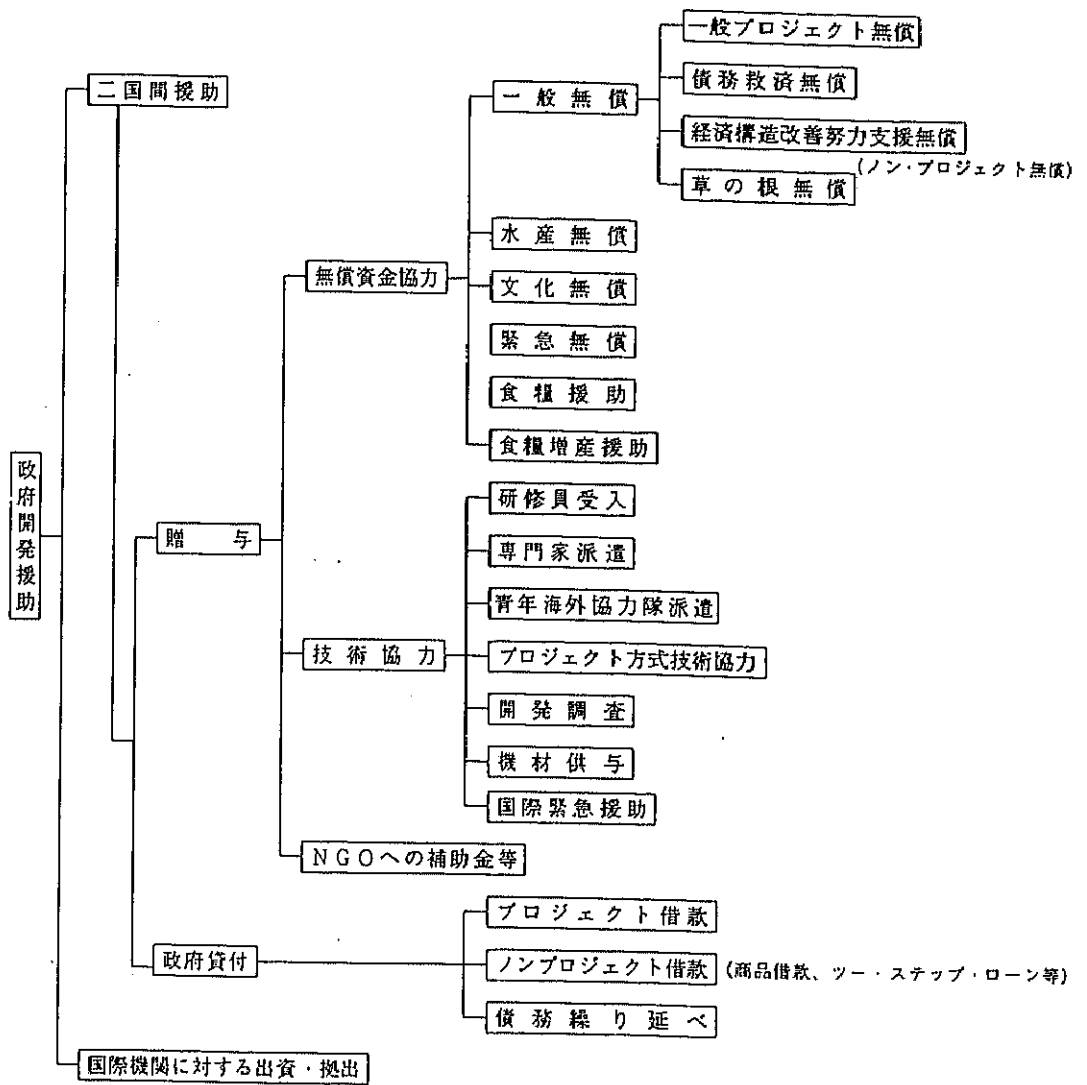 一般プロジェクト無償
二国間援助
一般無償
債務救済無償
経済構造改善努力支援無償
(ノン・プロジェクト無償)
草の根無償
水産無償
無償資金協力
文化無償
緊急無償
食糧援助
食糧増産援助
政府開発援助
研修員受入
贈与
専門家派遣
青年海外協力隊派遣
技術協力
プロジェクト方式技術協力
開発調査
機材供与
国際緊急援助
NGOへの補助金等
プロジェクト借款
政府貸付
ノンプロジェクト借款 (商品借款、ツー・ステップ・ローン等)
債務繰り延べ
国際機関に対する出資・拠出